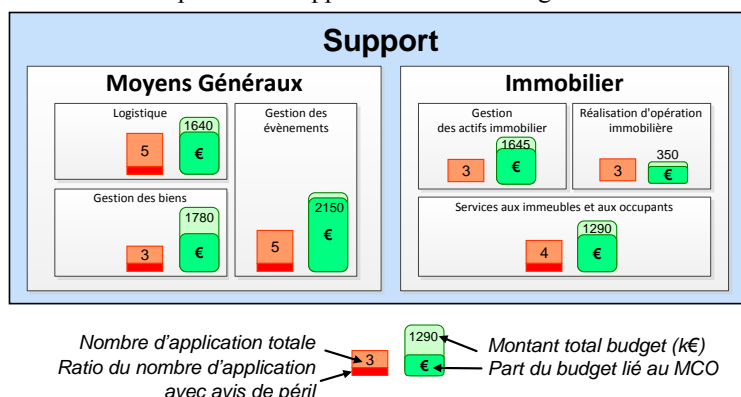 Support
Moyens Généraux
Logistique
5
1640
€
Gestion des biens
3
1780
€
Gestion des
évènements
5
2150
€
Immobilier
Gestion
des actifs immobilier
3
1645
€
Réalisation d'opération
immobilière
3
350
€
Services aux immeubles et aux occupants
4
1290
€
Nombre d'application totale
Ratio du nombre d'application
avec avis de péril
3
1290
€
Montant total budget (k€)
Part du budget lié au MCO